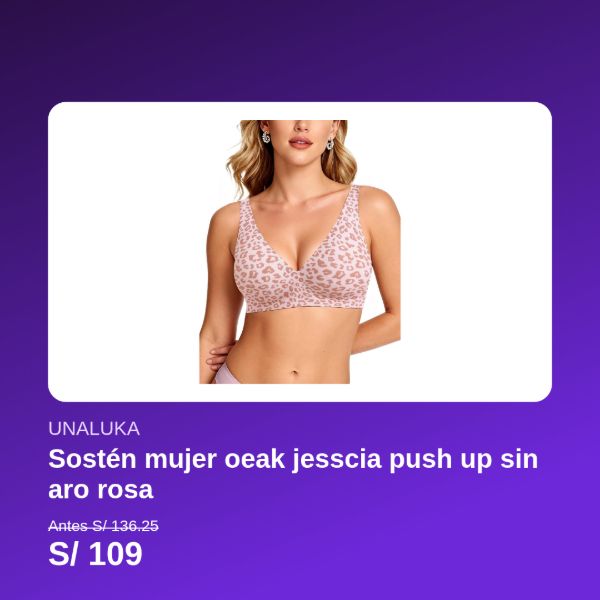 UNALUKA
Sostén mujer oeak jesscia push up sin
aro rosa
Antes S/ 136.25
S/ 109